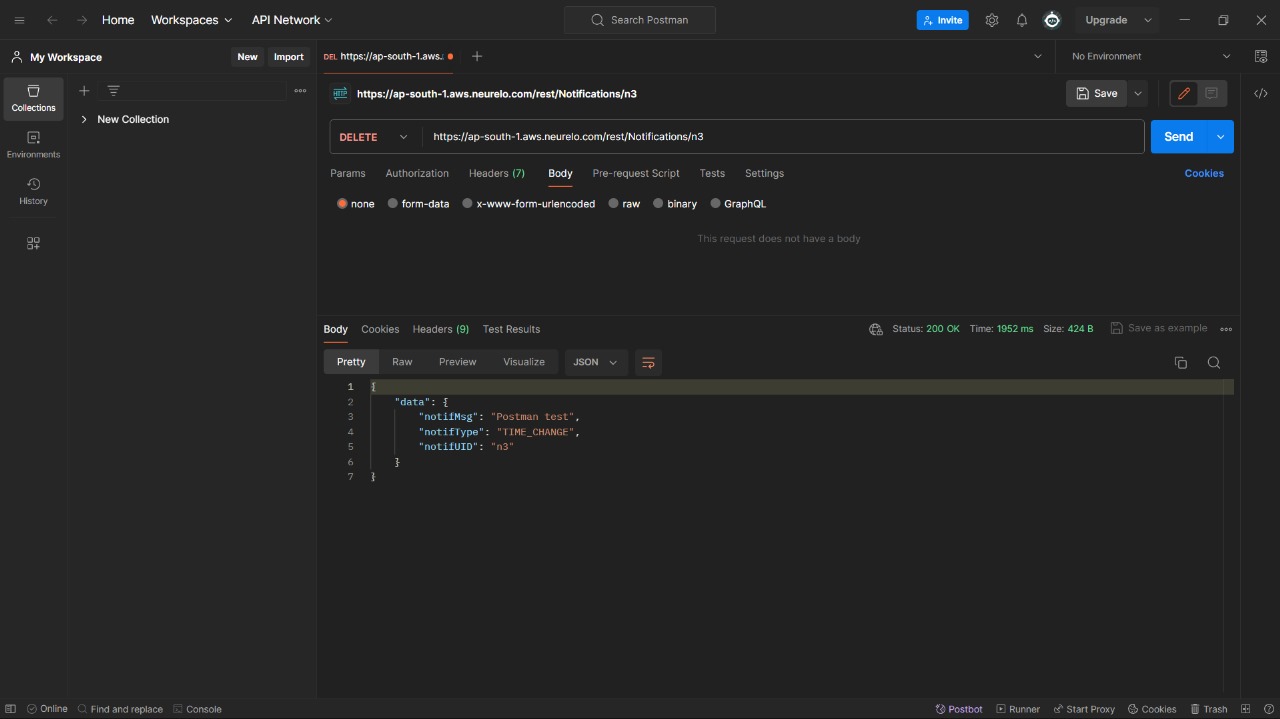 Home Workspaces API Network Search Postman Invite Upgrade
My Workspace New Import DEL https://ap-south-1.aws. No Environment
Collections
New Collection
Environments
History
https://ap-south-1.aws.neurelo.com/rest/Notifications/n3 Save
DELETE https://ap-south-1.aws.neurelo.com/rest/Notifications/n3 Send
Params Authorization Headers (7) Body Pre-request Script Tests Settings Cookies
none form-data x-www-form-urlencoded raw binary GraphQL
This request does not have a body
Body Cookies Headers (9) Test Results Status: 200 OK Time: 1952 ms Size: 424 B Save as example
Pretty Raw Preview Visualize JSON
1 {
2 "data": {
3 "notifMsg": "Postman test",
4 "notifType": "TIME_CHANGE",
5 "notifUID": "n3"
6 }
7 }
Online Find and replace Console Postbot Runner Start Proxy Cookies Trash